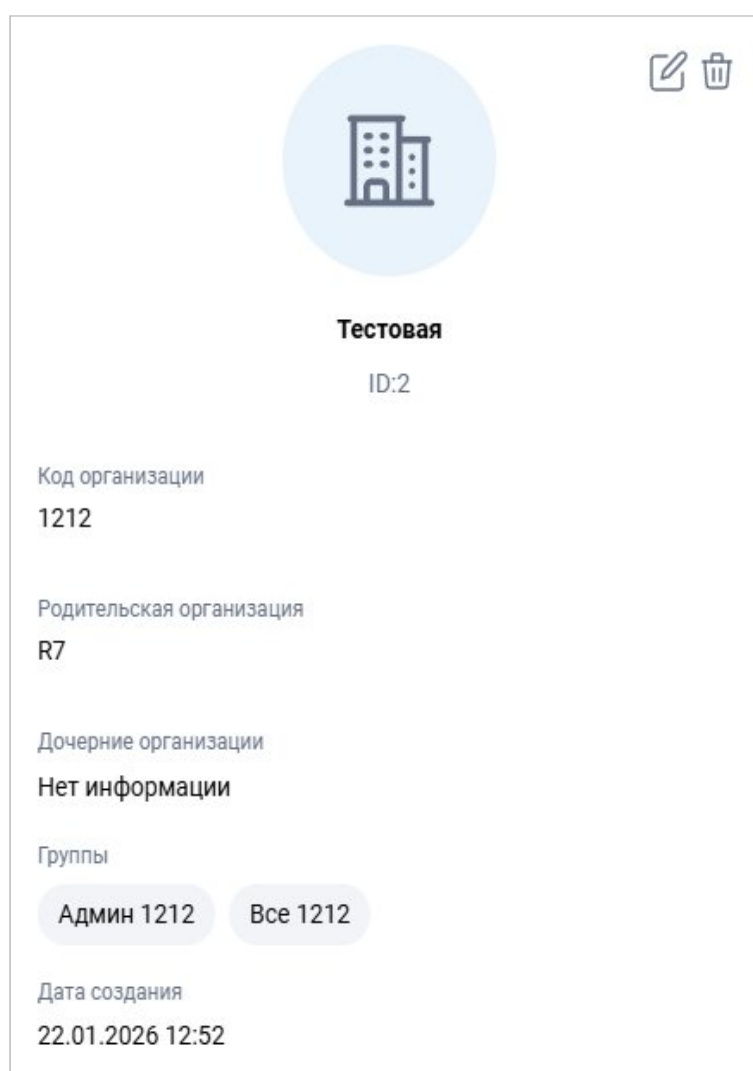 Тестовая
ID:2
Код организации
1212
Родительская организация
R7
Дочерние организации
Нет информации
Группы
Админ 1212 Все 1212
Дата создания
22.01.2026 12:52